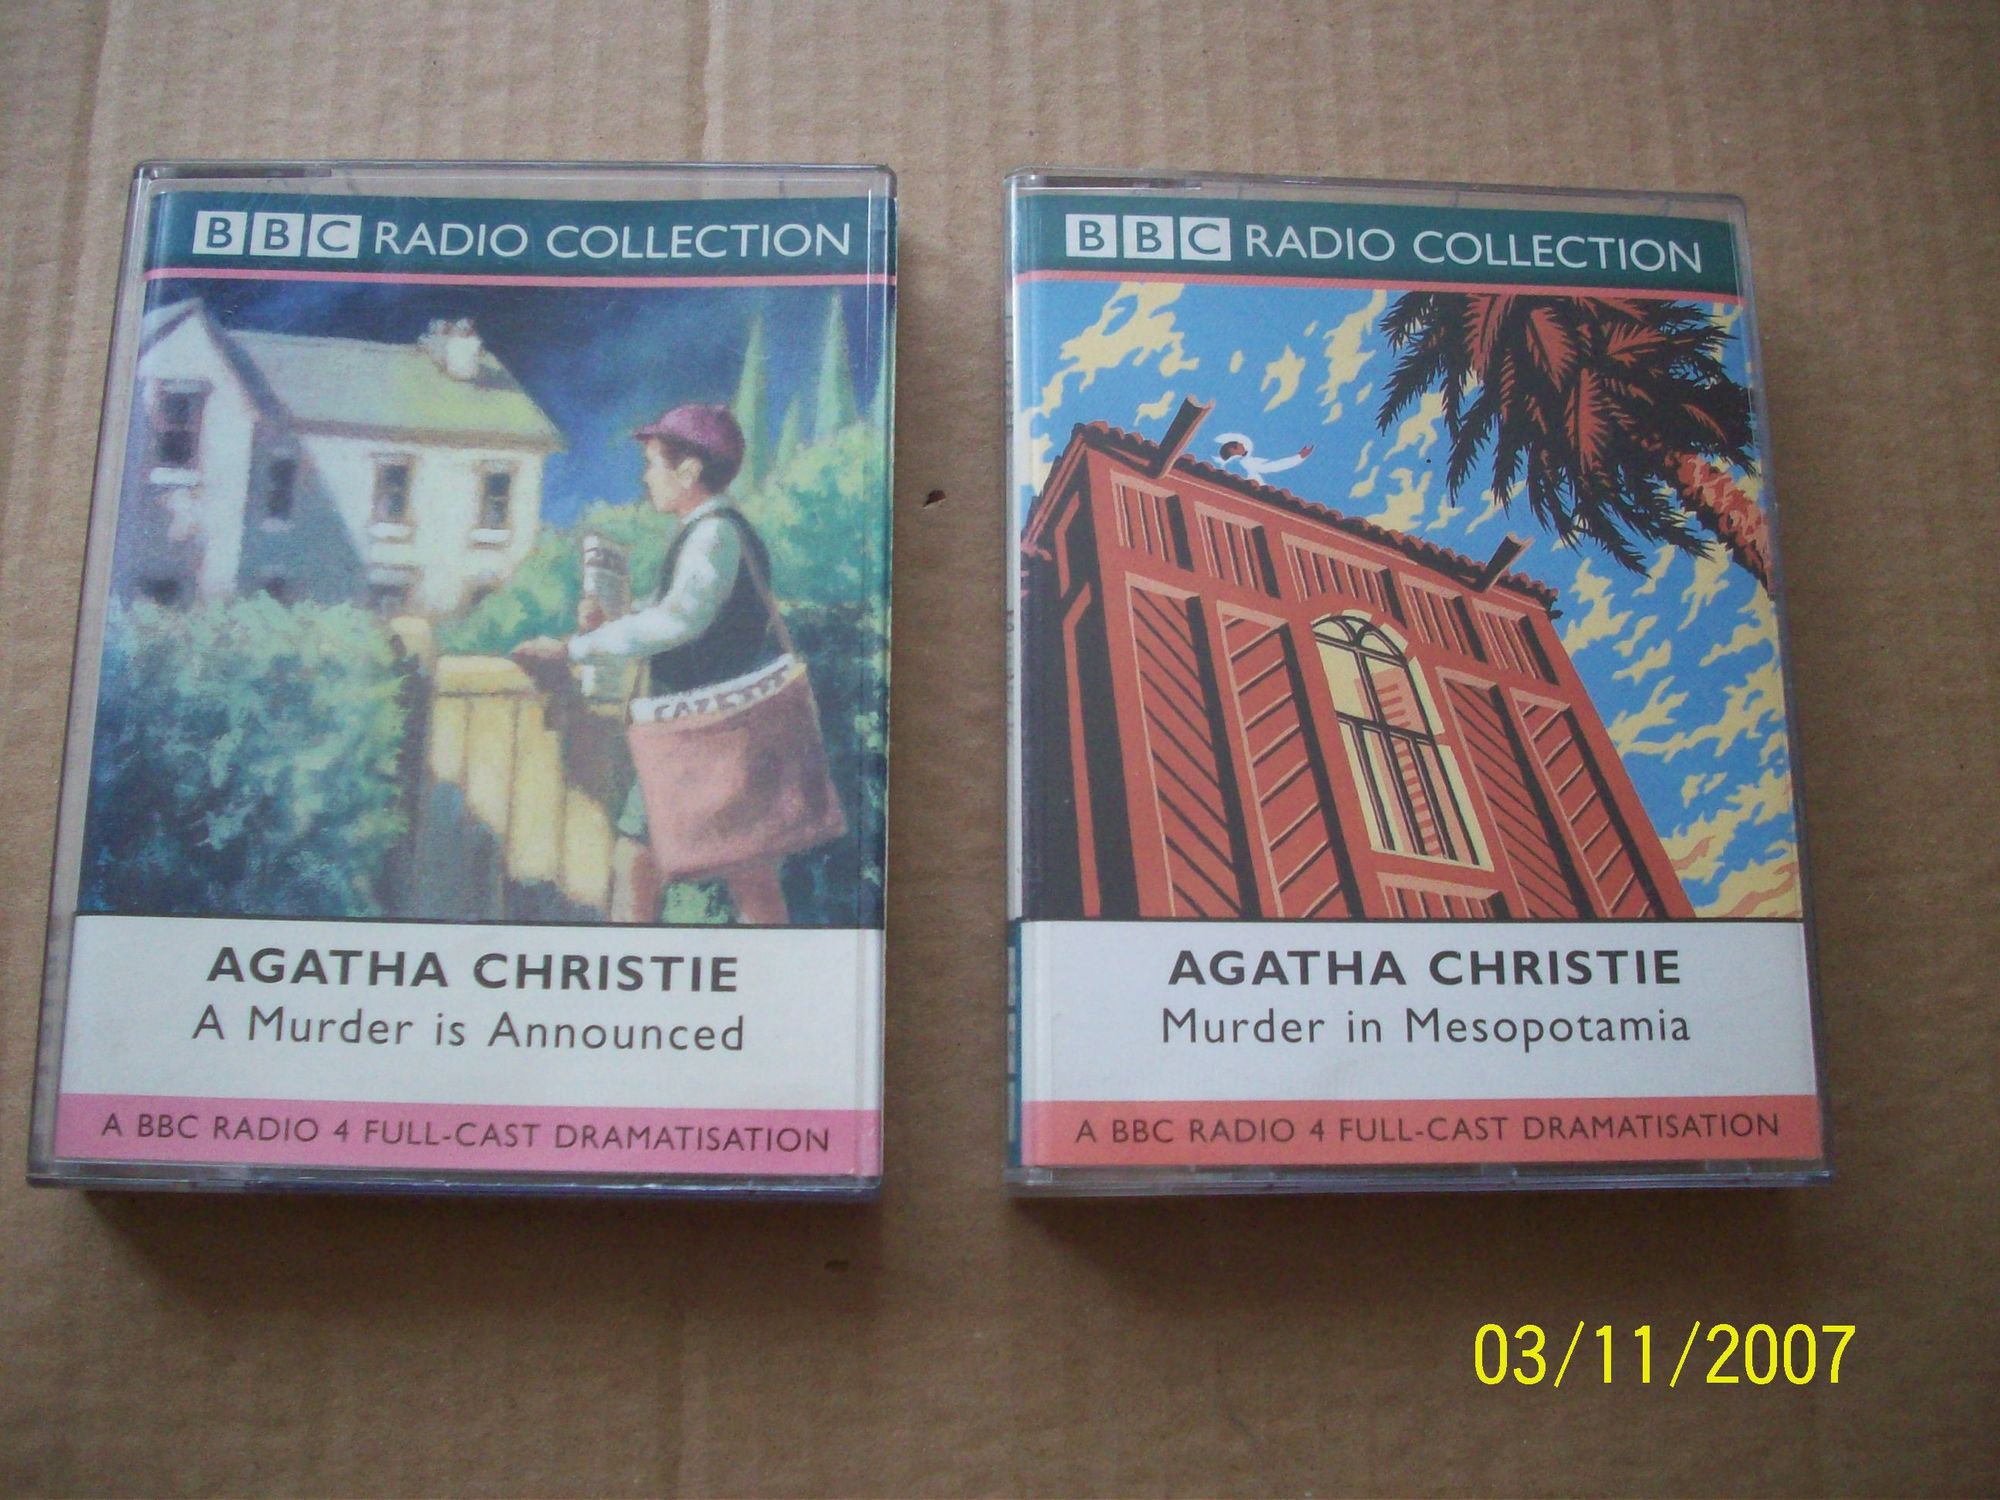 BBC RADIO COLLECTION
GAZETTE
AGATHA CHRISTIE
A Murder is Announced
A BBC RADIO 4 FULL-CAST DRAMATISATION
BBC RADIO COLLECTION
AGATHA CHRISTIE
Murder in Mesopotamia
A BBC RADIO 4 FULL-CAST DRAMATISATION
03/11/2007